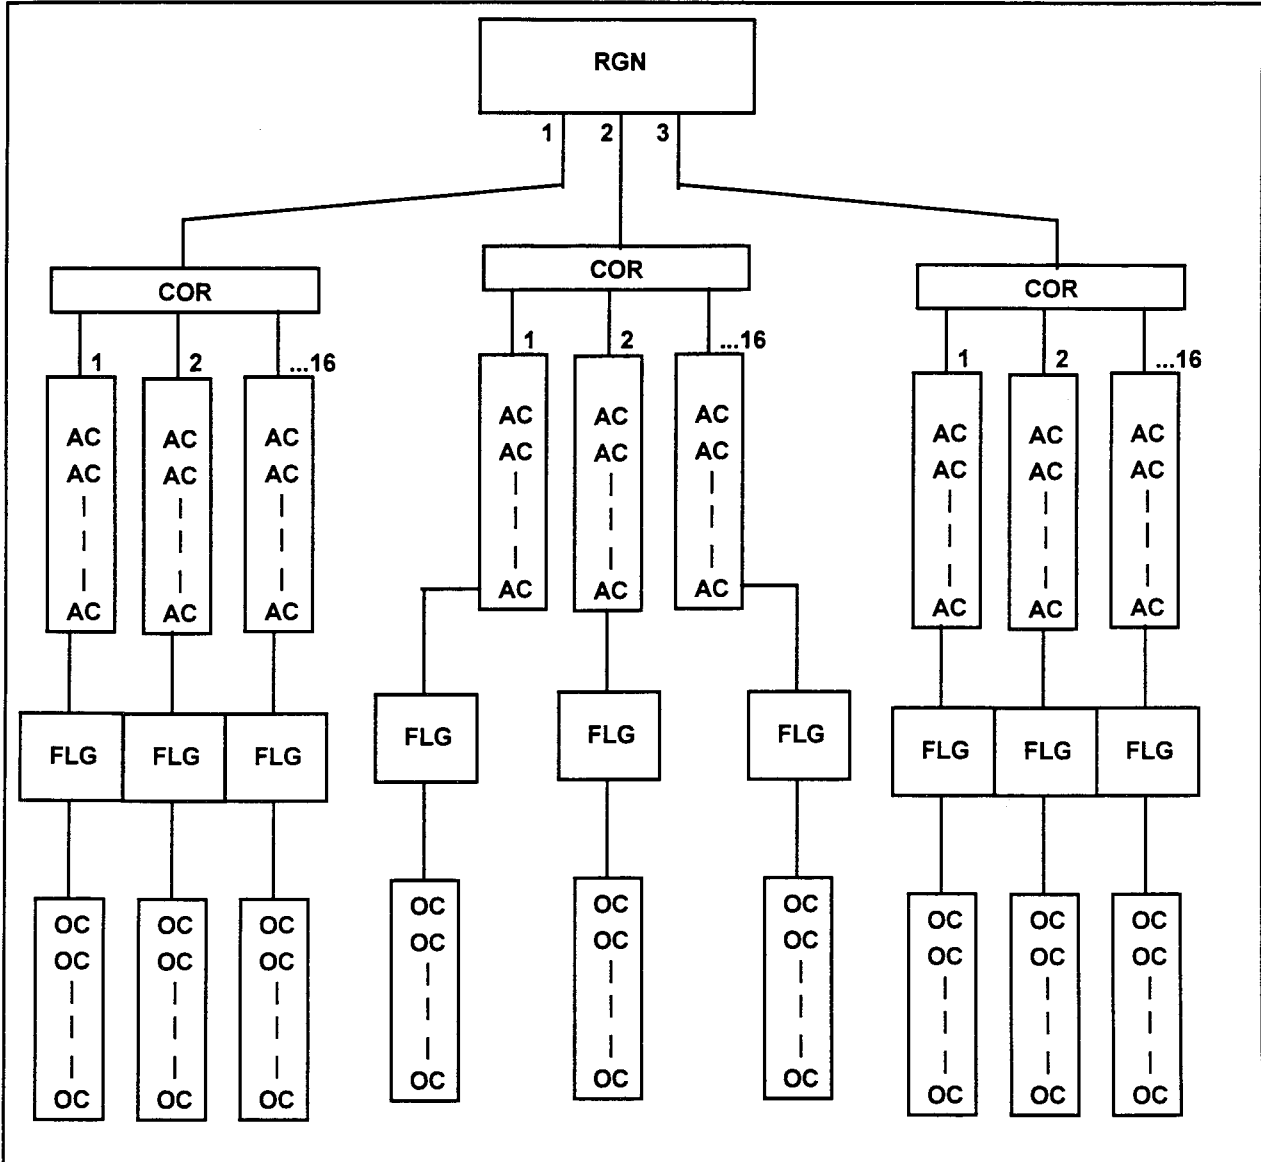 RGN
1 2 3
COR COR COR
1 2 ...16 1 2 ...16 1 2 ...16
AC AC AC AC AC AC AC AC AC
AC AC AC AC AC AC AC AC AC
AC AC AC AC AC AC AC AC AC
FLG FLG FLG FLG FLG FLG FLG FLG FLG
OC OC OC OC OC OC OC OC OC
OC OC OC OC OC OC OC OC OC
OC OC OC OC OC OC OC OC OC